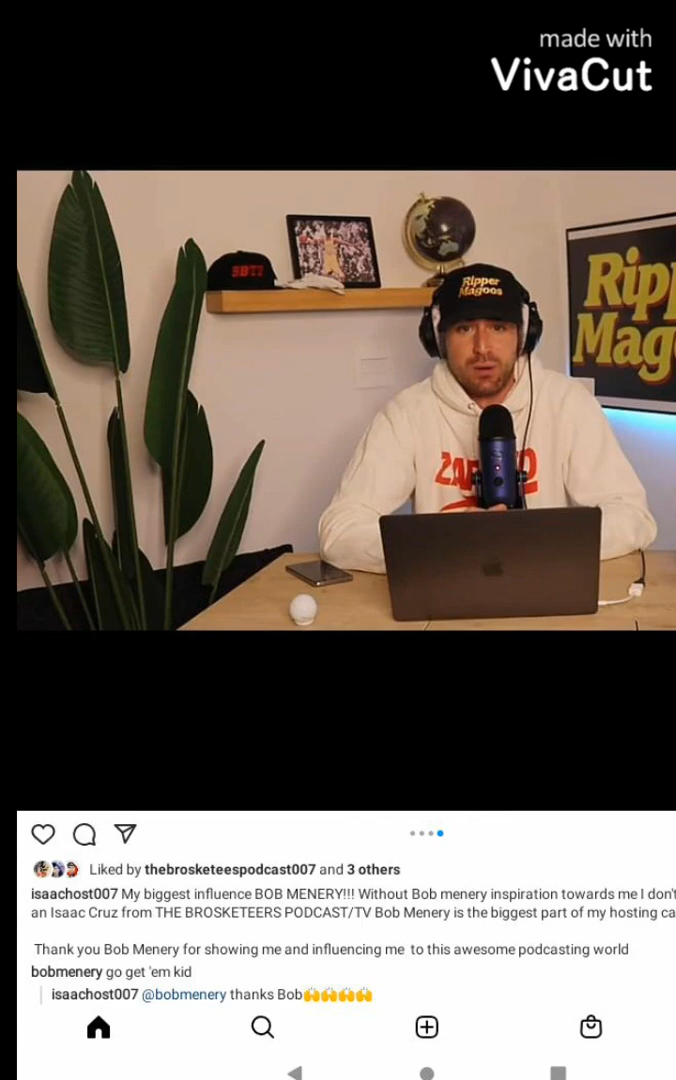 made with
VivaCut
SBTT
Ripper
Magoos
Rip
Mag
Liked by thebrosketeespodcast007 and 3 others
isaachost007 My biggest influence BOB MENERY!!! Without Bob menery inspiration towards me I don't
an Isaac Cruz from THE BROSKETEERS PODCAST/TV Bob Menery is the biggest part of my hosting ca
Thank you Bob Menery for showing me and influencing me to this awesome podcasting world
bobmenery go get 'em kid
isaachost007 @bobmenery thanks Bob🙌🙌🙌🙌